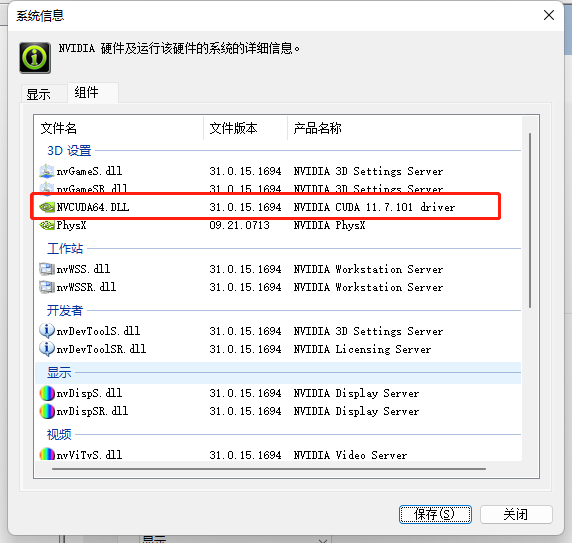 系统信息
NVIDIA 硬件及运行该硬件的系统的详细信息。
显示 组件
文件名 文件版本 产品名称
3D 设置
nvGameS.dll 31.0.15.1694 NVIDIA 3D Settings Server
nvGameSR.dll 31.0.15.1694 NVIDIA 3D Settings Server
NVCUDA64.DLL 31.0.15.1694 NVIDIA CUDA 11.7.101 driver
PhysX 09.21.0713 NVIDIA PhysX
工作站
nvWSS.dll 31.0.15.1694 NVIDIA Workstation Server
nvWSSR.dll 31.0.15.1694 NVIDIA Workstation Server
开发者
nvDevToolS.dll 31.0.15.1694 NVIDIA 3D Settings Server
nvDevToolSR.dll 31.0.15.1694 NVIDIA Licensing Server
显示
nvDispS.dll 31.0.15.1694 NVIDIA Display Server
nvDispSR.dll 31.0.15.1694 NVIDIA Display Server
视频
nvViTvS.dll 31.0.15.1694 NVIDIA Video Server
保存(S) 关闭
显示